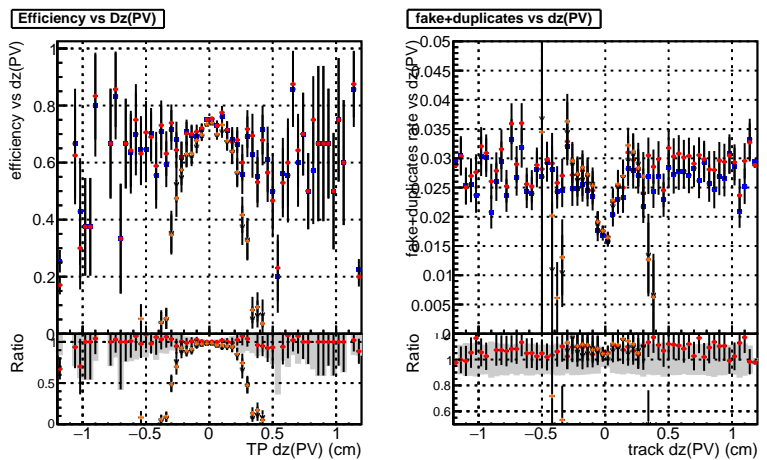 Efficiency vs Dz(PV)
efficiency vs dz(PV)
1
0.8
0.6
0.4
0.2
0
Ratio
1
0.5
0
−1 −0.5 0 0.5 1
TP dz(PV) (cm)
fake+duplicates vs dz(PV)
fake+duplicates rate vs dz(PV)
0.05
0.045
0.04
0.035
0.03
0.025
0.02
0.015
0.01
0.005
0
Ratio
1.2
1
0.8
0.6
−1 −0.5 0 0.5 1
track dz(PV) (cm)